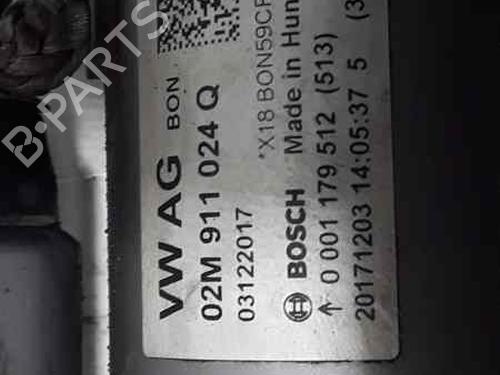 VW AG BON
02M 911 024 Q
03122017
*X18 BON59CF
BOSCH Made in Hun
0 001 179 512 (513)
20171203 14:05:37 5
B-PARTS